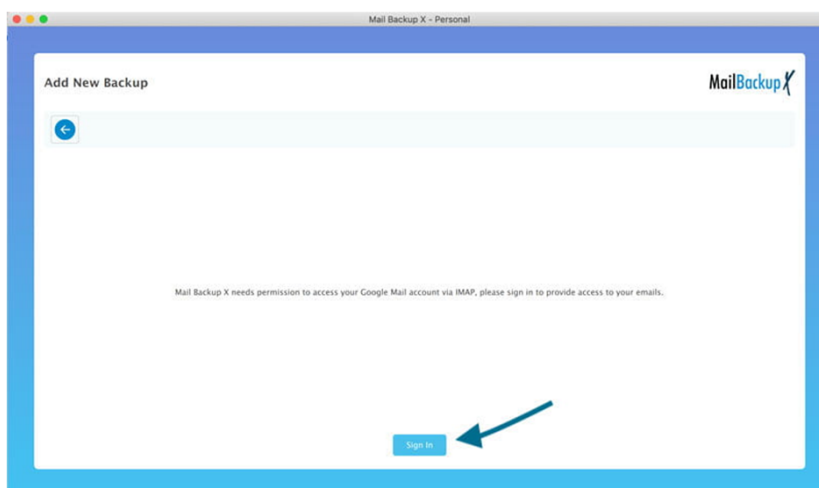 Mail Backup X - Personal
Add New Backup
MailBackup X
Mail Backup X needs permission to access your Google Mail account via IMAP, please sign in to provide access to your emails.
Sign In